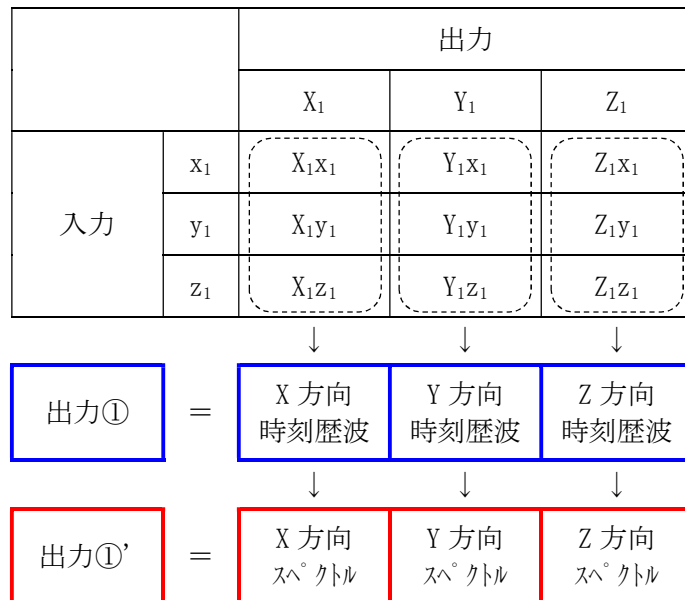 出力
X₁ Y₁ Z₁
x₁ X₁x₁ Y₁x₁ Z₁x₁
入力 y₁ X₁y₁ Y₁y₁ Z₁y₁
z₁ X₁z₁ Y₁z₁ Z₁z₁
↓ ↓ ↓
出力① = X 方向 Y 方向 Z 方向
時刻歴波 時刻歴波 時刻歴波
↓ ↓ ↓
出力①’ = X 方向 Y 方向 Z 方向
スペクトル スペクトル スペクトル